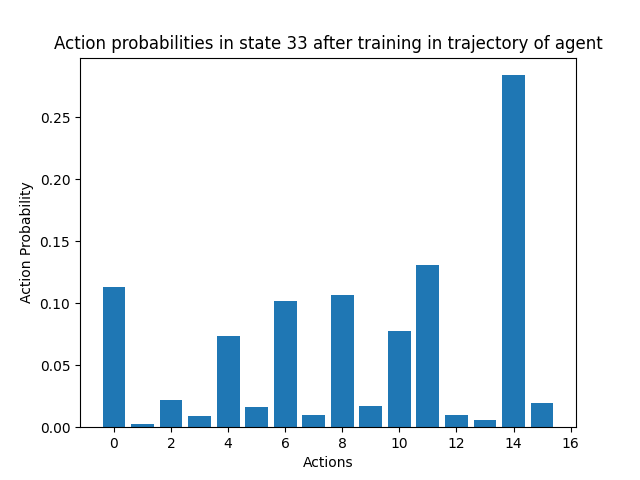 Action probabilities in state 33 after training in trajectory of agent
Action Probability
0.25
0.20
0.15
0.10
0.05
0.00
0 2 4 6 8 10 12 14 16
Actions